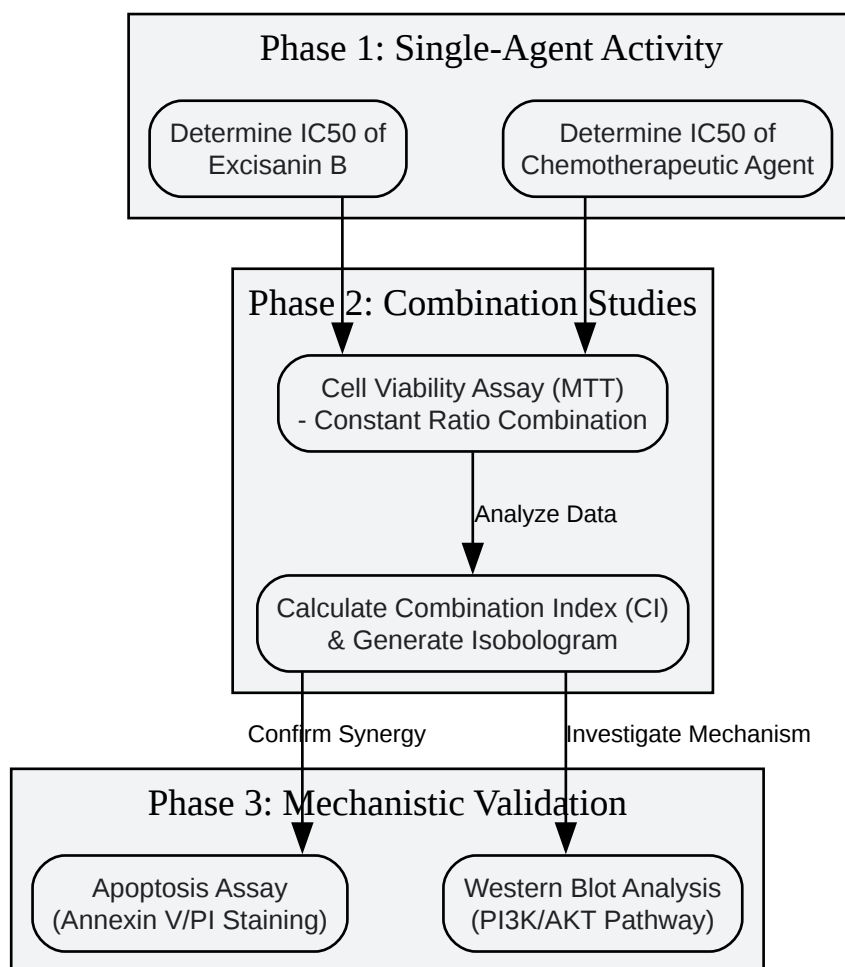 Phase 1: Single-Agent Activity
Determine IC50 of
Excisanin B
Determine IC50 of
Chemotherapeutic Agent
Phase 2: Combination Studies
Cell Viability Assay (MTT)
- Constant Ratio Combination
Analyze Data
Calculate Combination Index (CI)
& Generate Isobologram
Confirm Synergy
Investigate Mechanism
Phase 3: Mechanistic Validation
Apoptosis Assay
(Annexin V/PI Staining)
Western Blot Analysis
(PI3K/AKT Pathway)